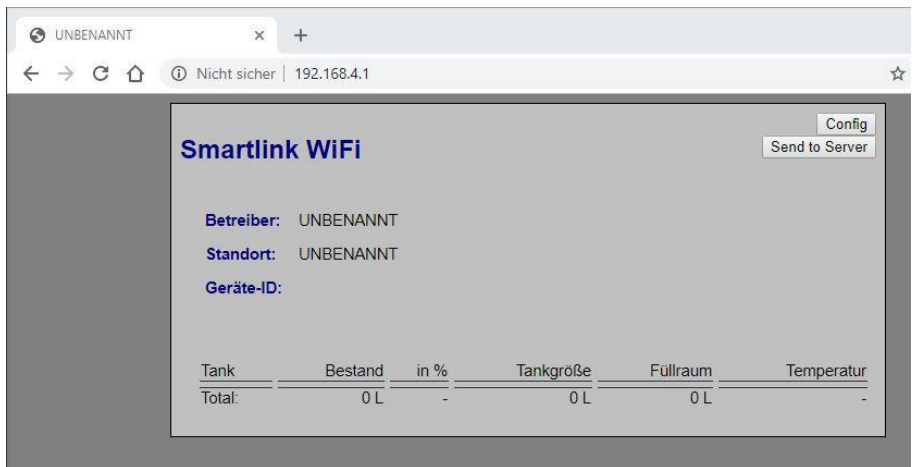 UNBENANNT
Nicht sicher | 192.168.4.1
Config
Smartlink WiFi
Send to Server
Betreiber: UNBENANNT
Standort: UNBENANNT
Geräte-ID:
Tank Bestand in % Tankgröße Füllraum Temperatur
Total: 0 L - 0 L 0 L -